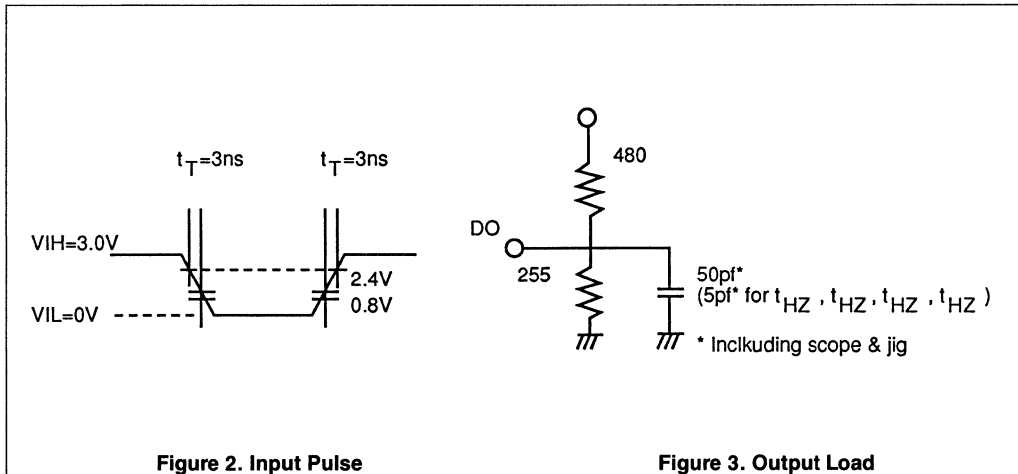 t_T=3ns
t_T=3ns
VIH=3.0V
2.4V
0.8V
VIL=0V
Figure 2. Input Pulse
480
DO
255
50pf*
(5pf* for t_HZ , t_HZ , t_HZ , t_HZ )
* Inclkuding scope & jig
Figure 3. Output Load